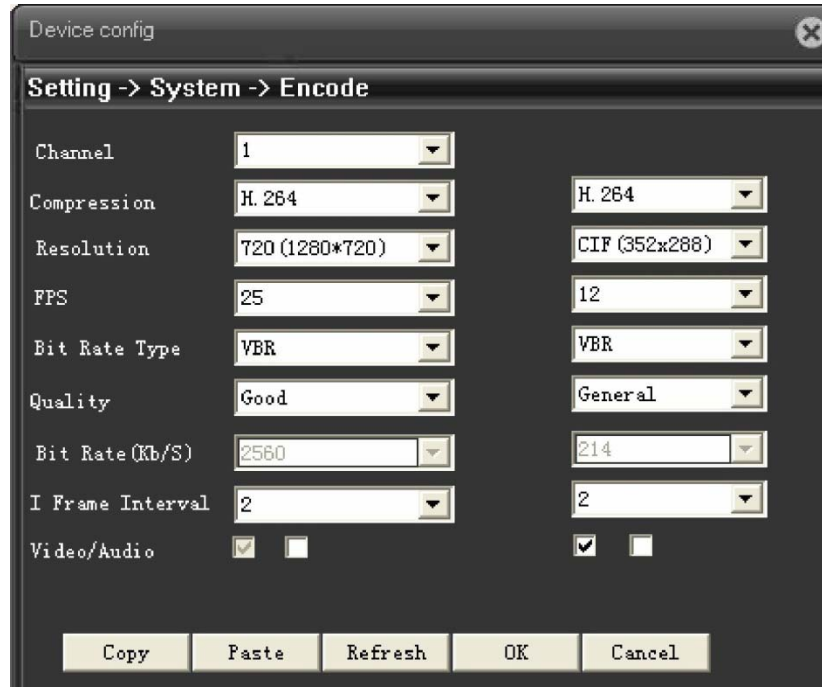 Device config
Setting -> System -> Encode
Channel 1
Compression H.264 H.264
Resolution 720(1280*720) CIF(352x288)
FPS 25 12
Bit Rate Type VBR VBR
Quality Good General
Bit Rate(Kb/S) 2560 214
I Frame Interval 2 2
Video/Audio
Copy Paste Refresh OK Cancel